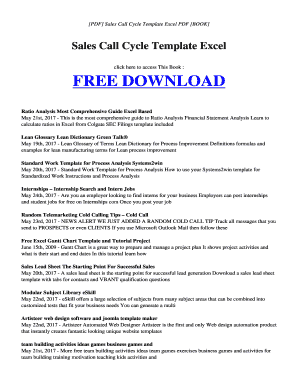 [PDF] Sales Call Cycle Template Excel PDF [BOOK]
Sales Call Cycle Template Excel
click here to access This Book :
FREE DOWNLOAD
Ratio Analysis Most Comprehensive Guide Excel Based
May 21st, 2017 - This is the most comprehensive guide to Ratio Analysis Financial Statement Analysis Learn to
calculate ratios in Excel from Colgate SEC Filings template included
Lean Glossary Lean Dictionary Green Talk®
May 19th, 2017 - Lean Glossary of Terms Lean Dictionary for Process Improvement Definitions formulas and
examples for lean manufacturing terms for Lean process improvement
Standard Work Template for Process Analysis Systems2win
May 20th, 2017 - Standard Work Template for Process Analysis How to use your Systems2win template for
Standardized Work Instructions and Process Analysis
Internships – Internship Search and Intern Jobs
May 24th, 2017 - Are you an employer looking to find interns for your business Employers can post internships
and student jobs for free on Internships com Once you post your job
Random Telemarketing Cold Calling Tips – Cold Call
May 23rd, 2017 - NEWS ALERT WE JUST ADDED A RANDOM COLD CALL TIP Track all messages that you
send to PROSPECTS or even CLIENTS If you use Microsoft Outlook Mail then follow these
Free Excel Gantt Chart Template and Tutorial Project
June 15th, 2009 - Gantt Chart is a great way to prepare and manage a project plan It shows project activities and
what is their start and end dates In this tutorial learn how
Sales Lead Sheet The Starting Point For Successful Sales
May 20th, 2017 - A sales lead sheet is the starting point for successful lead generation Download a sales lead sheet
template with tabs for contacts and VRANT qualification questions
Modular Subject Library eSkill
May 22nd, 2017 - eSkill offers a large selection of subjects from many subject areas that can be combined into
customized tests that fit your business needs You can generate a multi
Artisteer web design software and joomla template maker
May 22nd, 2017 - Artisteer Automated Web Designer Artisteer is the first and only Web design automation product
that instantly creates fantastic looking unique website templates
team building activities ideas games business games and
May 21st, 2017 - More free team building activities ideas team games exercises business games and activities for
team building training motivation teaching kids activities and